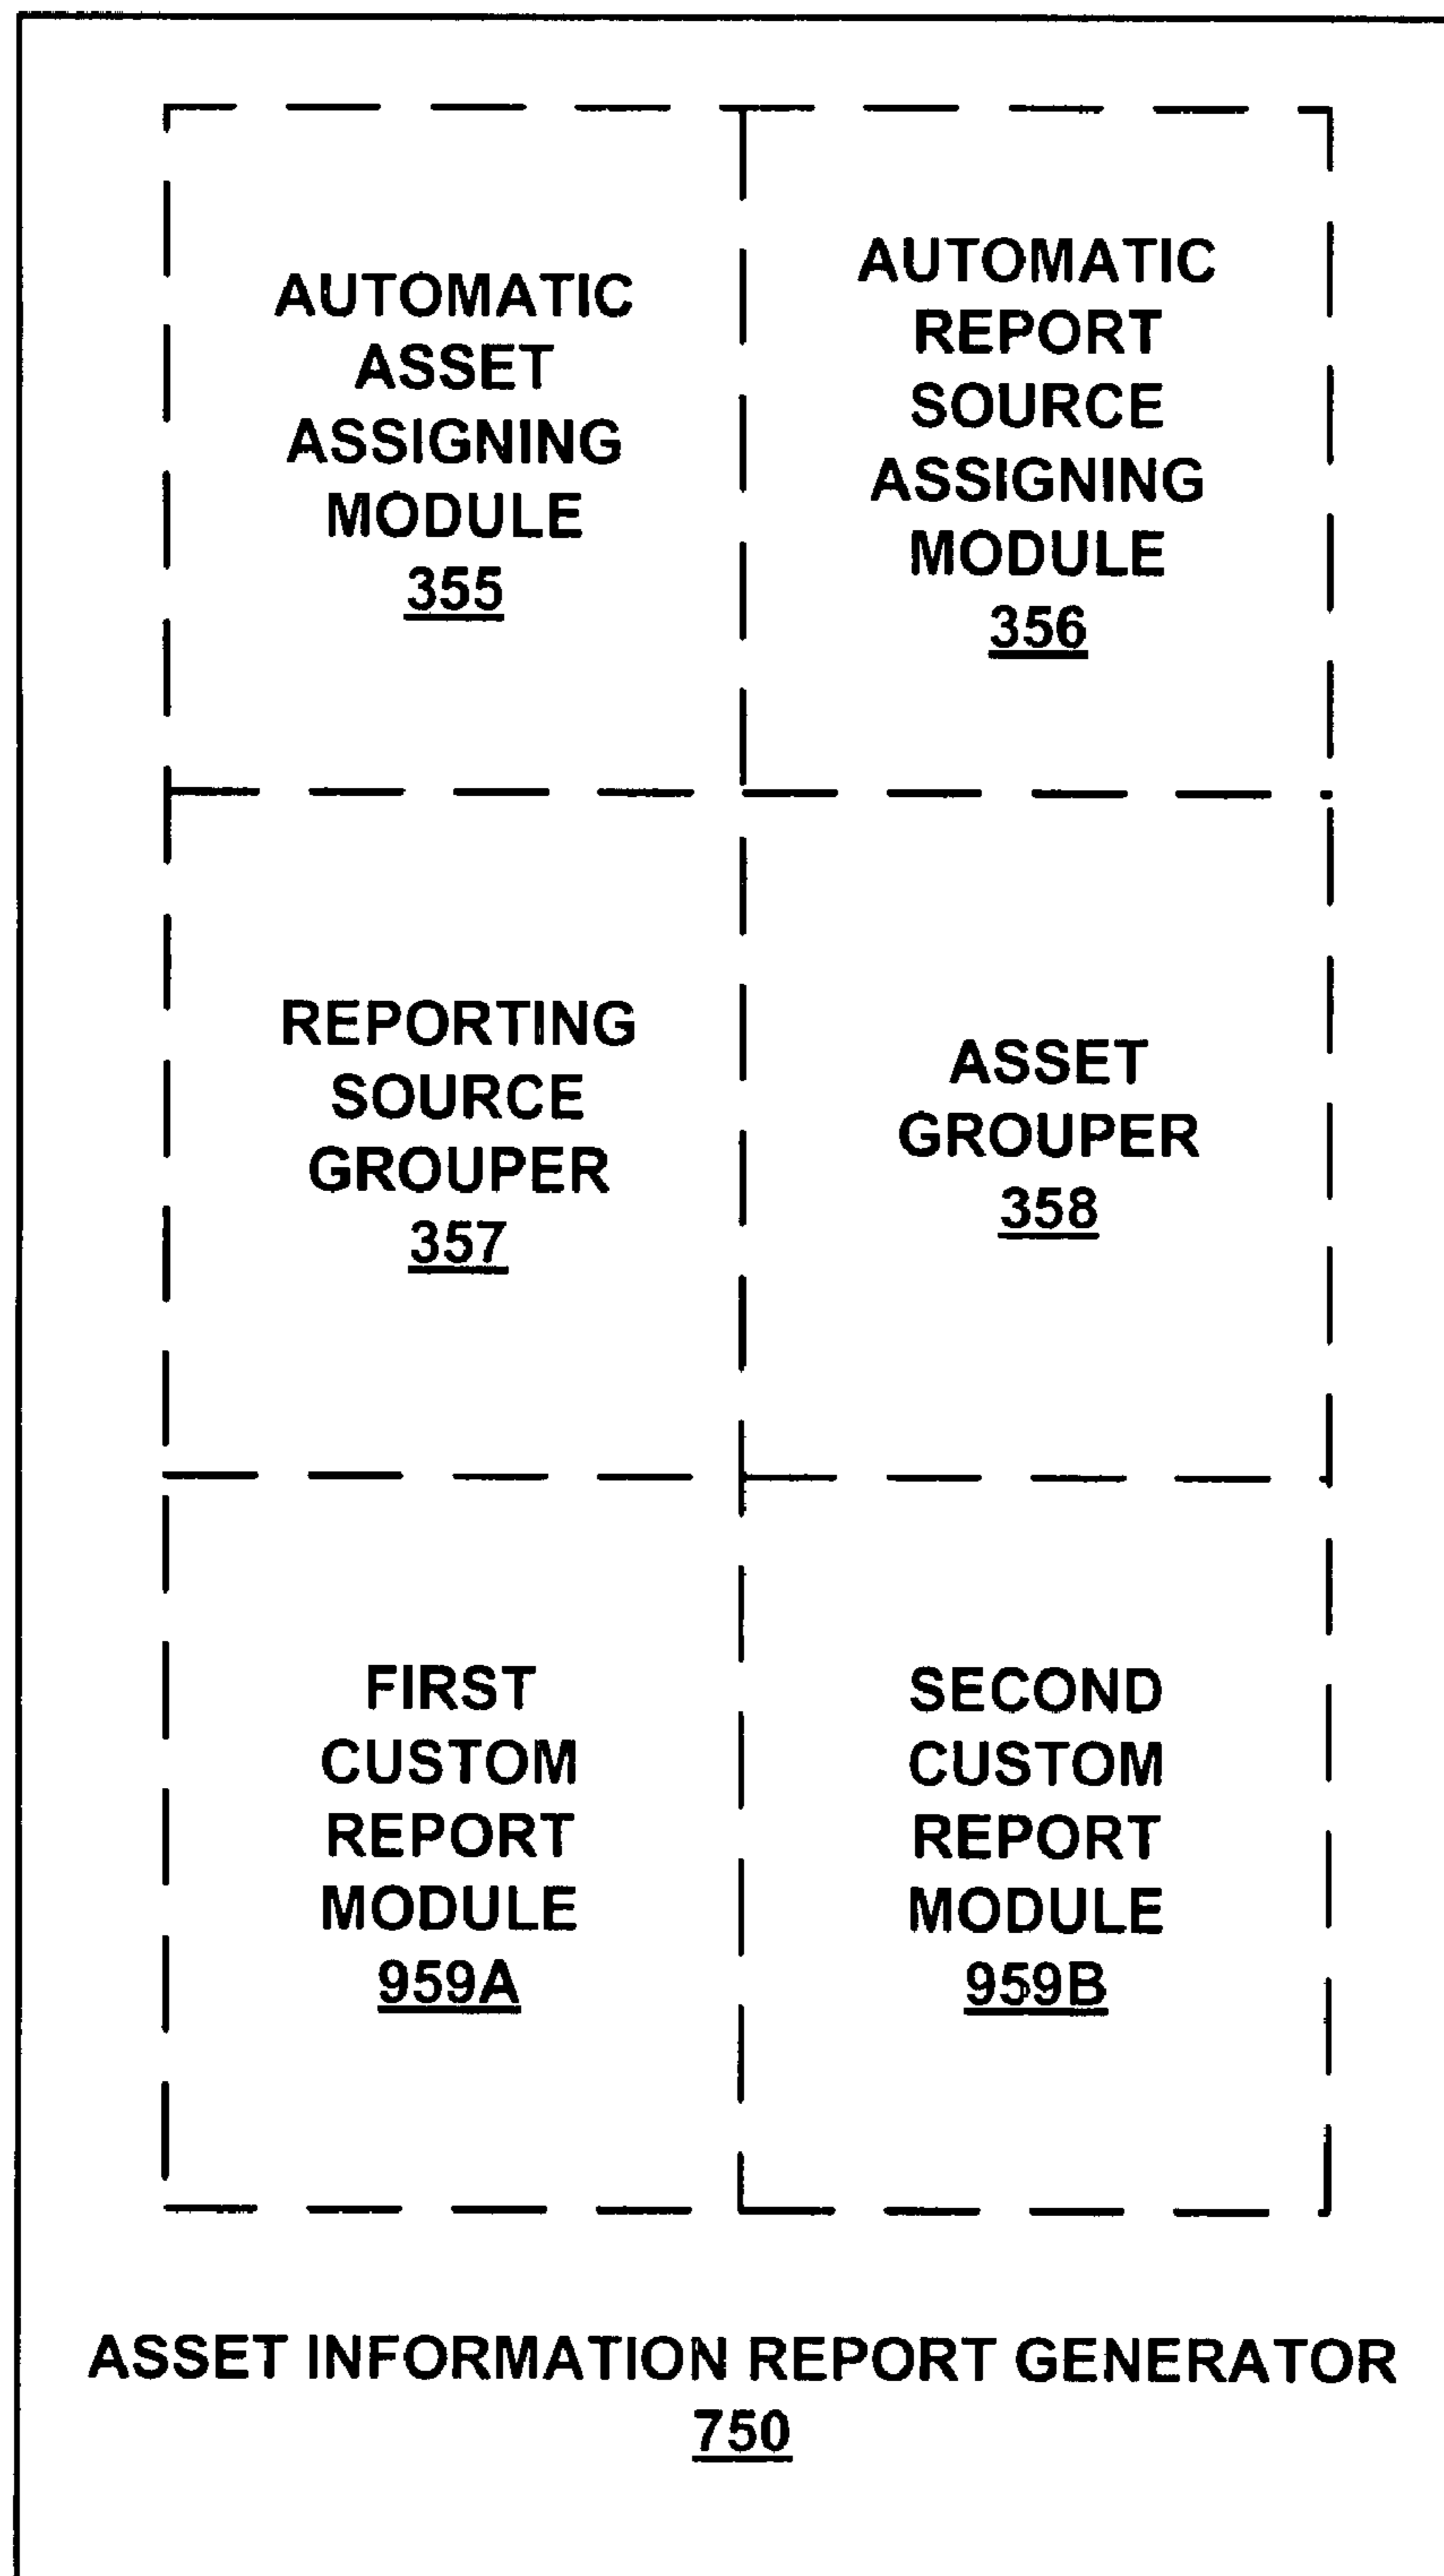 AUTOMATIC
ASSET
ASSIGNING
MODULE
355
AUTOMATIC
REPORT
SOURCE
ASSIGNING
MODULE
356
REPORTING
SOURCE
GROUPER
357
ASSET
GROUPER
358
FIRST
CUSTOM
REPORT
MODULE
959A
SECOND
CUSTOM
REPORT
MODULE
959B
ASSET INFORMATION REPORT GENERATOR
750